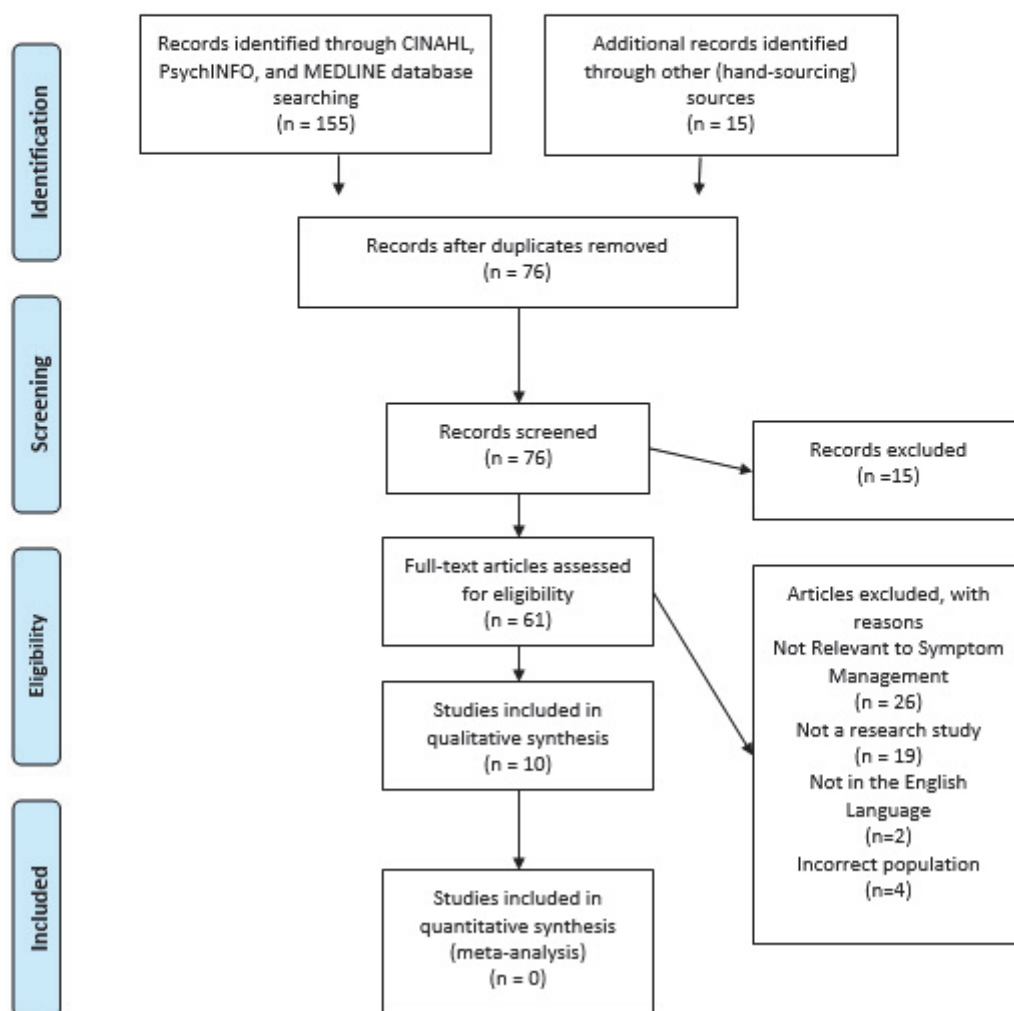 Identification
Records identified through CINAHL,
PsychINFO, and MEDLINE database
searching
(n = 155)
Additional records identified
through other (hand-sourcing)
sources
(n = 15)
Records after duplicates removed
(n = 76)
Screening
Records screened
(n = 76)
Records excluded
(n =15)
Eligibility
Full-text articles assessed
for eligibility
(n = 61)
Articles excluded, with
reasons
Not Relevant to Symptom
Management
(n = 26)
Not a research study
(n = 19)
Not in the English
Language
(n=2)
Incorrect population
(n=4)
Studies included in
qualitative synthesis
(n = 10)
Included
Studies included in
quantitative synthesis
(meta-analysis)
(n = 0)